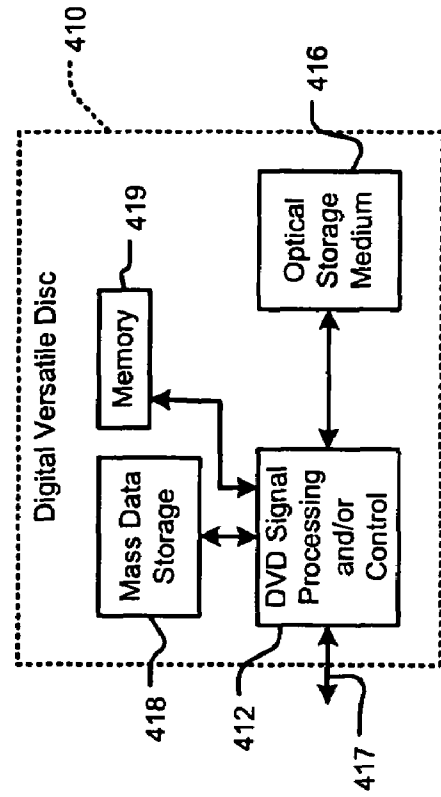 410
Digital Versatile Disc
419
Memory
Mass Data
Storage
418
416
Optical
Storage
Medium
DVD Signal
Processing
and/or
Control
412
417